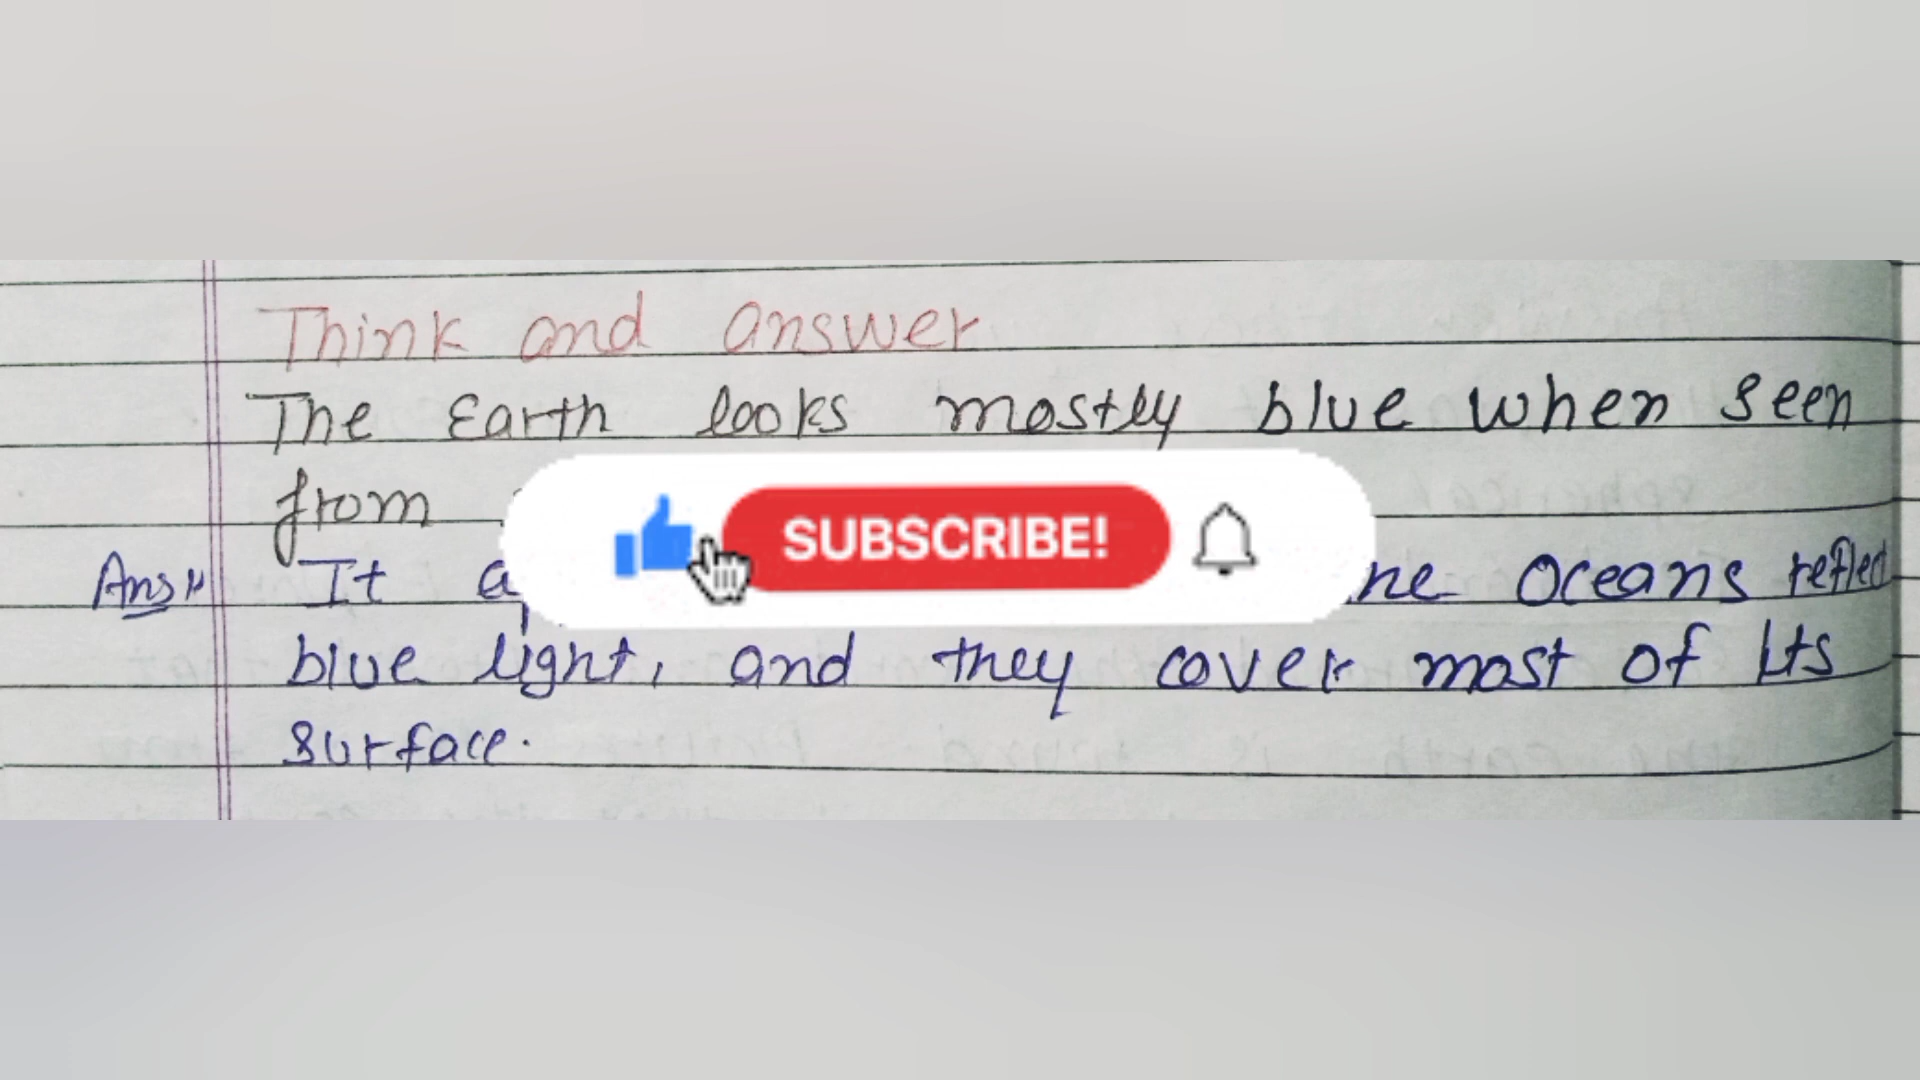 Think and answer
The Earth looks mostly blue when seen
from
SUBSCRIBE!
Ans It oceans reflect
blue light, and they cover most of its
surface.